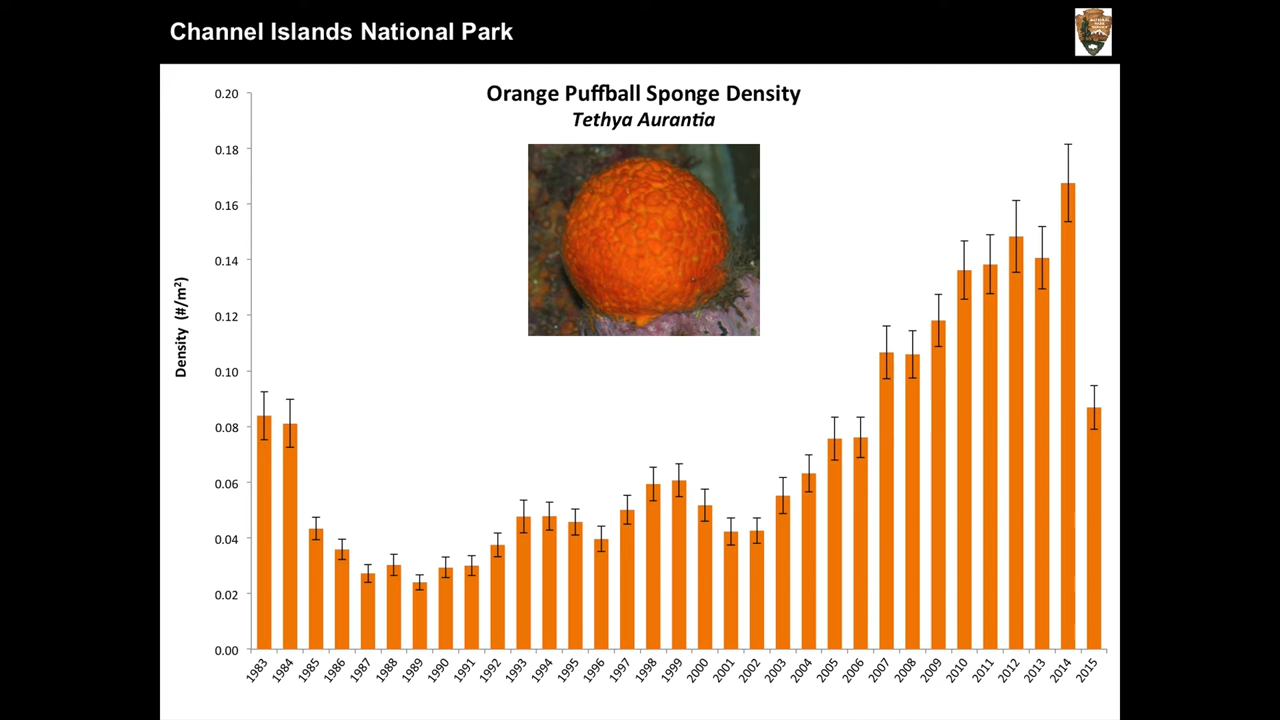 Channel Islands National Park
NATIONAL
PARK
SERVICE
Orange Puffball Sponge Density
Tethya Aurantia
Density (#/m²)
0.20
0.18
0.16
0.14
0.12
0.10
0.08
0.06
0.04
0.02
0.00
1983 1984 1985 1986 1987 1988 1989 1990 1991 1992 1993 1994 1995 1996 1997 1998 1999 2000 2001 2002 2003 2004 2005 2006 2007 2008 2009 2010 2011 2012 2013 2014 2015